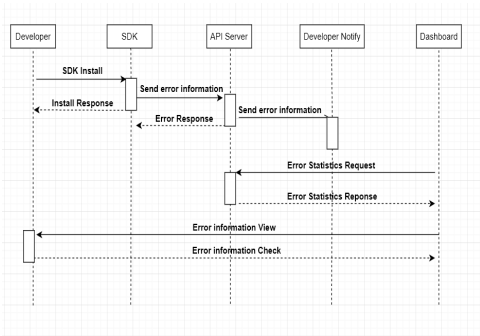 Developer
SDK
API Server
Developer Notify
Dashboard
SDK Install
Send error information
Install Response
Send error information
Error Response
Error Statistics Request
Error Statistics Reponse
Error information View
Error information Check